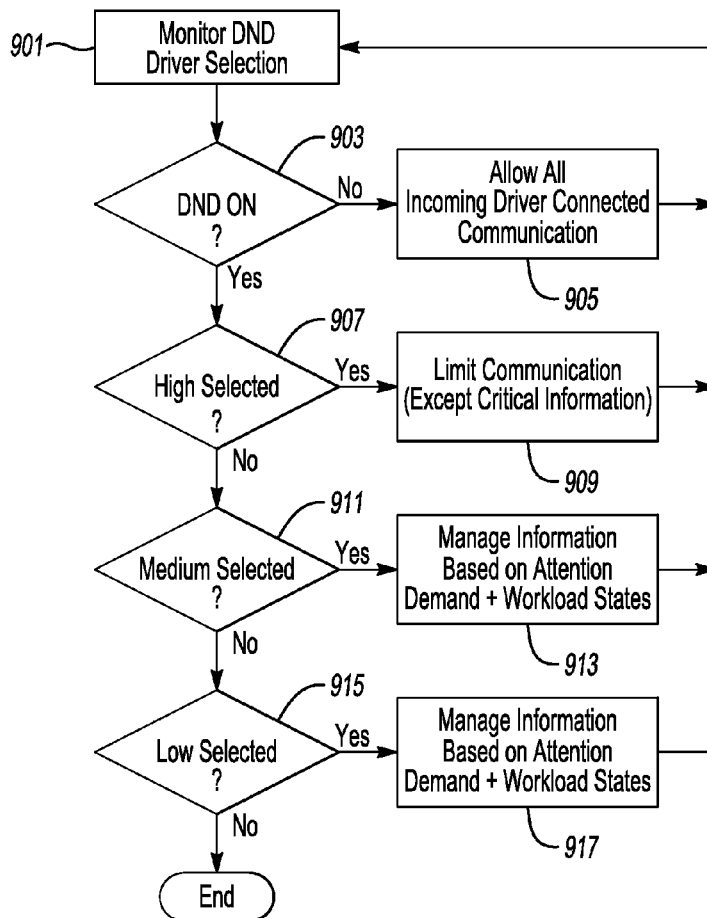 901
Monitor DND
Driver Selection
903
DND ON
?
No
Allow All
Incoming Driver Connected
Communication
905
Yes
907
High Selected
?
Yes
Limit Communication
(Except Critical Information)
909
No
911
Medium Selected
?
Yes
Manage Information
Based on Attention
Demand + Workload States
913
No
915
Low Selected
?
Yes
Manage Information
Based on Attention
Demand + Workload States
917
No
End